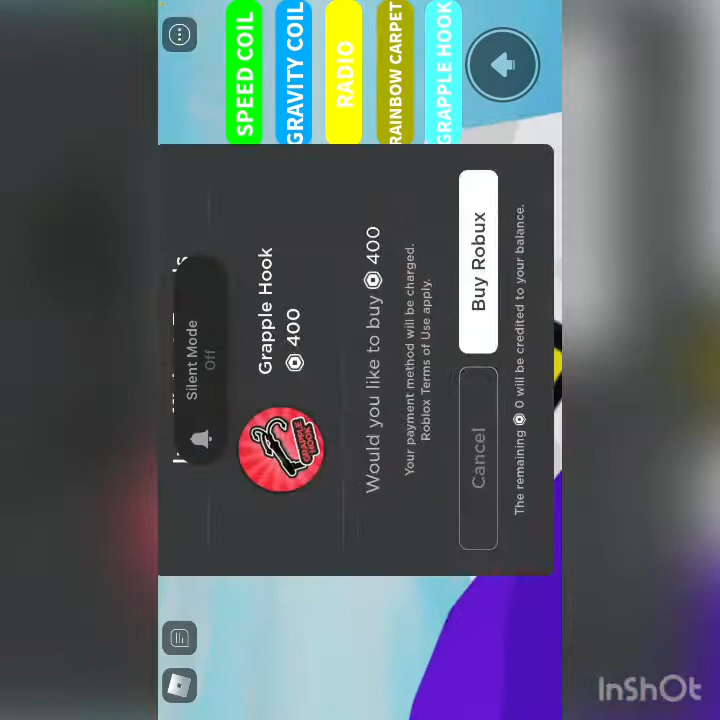 SPEED COIL
GRAVITY COIL
RADIO
RAINBOW CARPET
GRAPPLE HOOK
Silent Mode
Off
Grapple Hook
400
GRAPPLE
HOOK
Would you like to buy 400
Your payment method will be charged.
Roblox Terms of Use apply.
Cancel
Buy Robux
The remaining 0 will be credited to your balance.
InShOt